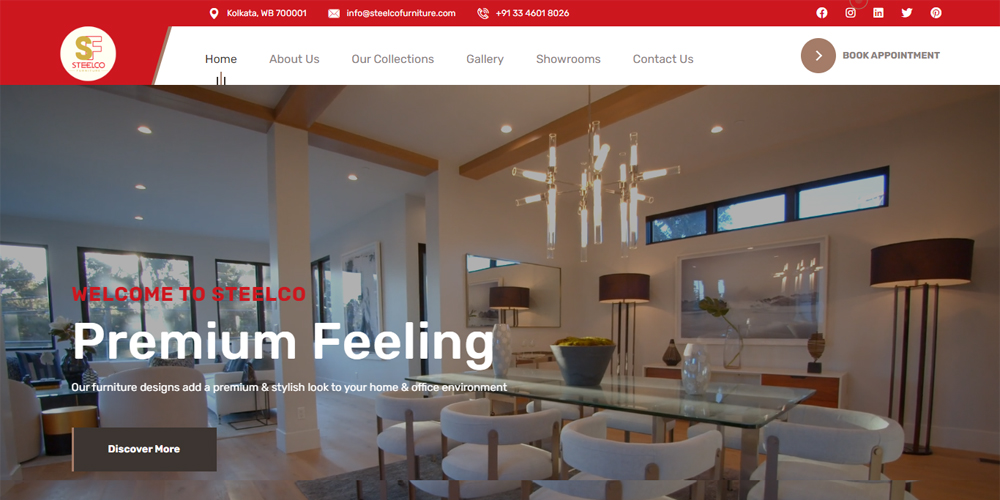 Kolkata, WB 700001
info@steelcofurniture.com
+91 33 4601 8026
SF
STEELCO
Home
About Us
Our Collections
Gallery
Showrooms
Contact Us
BOOK APPOINTMENT
WELCOME TO STEELCO
Premium Feeling
Our furniture designs add a premium & stylish look to your home & office environment
Discover More